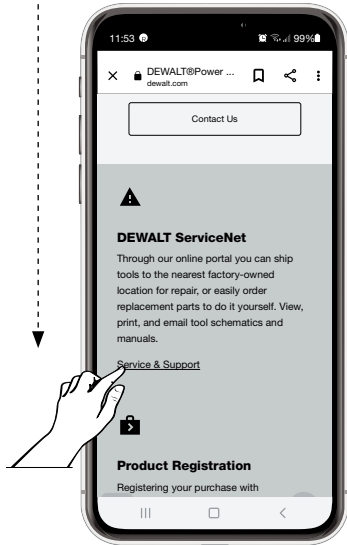 11:53
99%
DEWALT®Power ...
dewalt.com
Contact Us
DEWALT ServiceNet
Through our online portal you can ship
tools to the nearest factory-owned
location for repair, or easily order
replacement parts to do it yourself. View,
print, and email tool schematics and
manuals.
Service & Support
Product Registration
Registering your purchase with